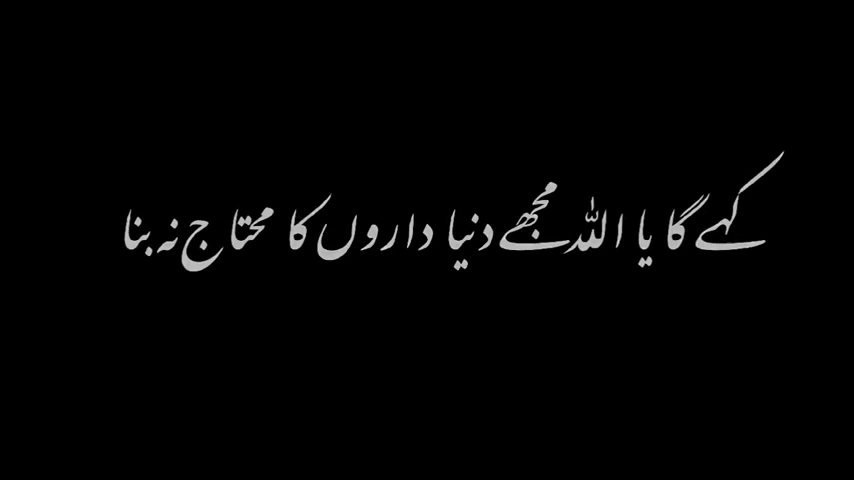 کہے گا یا اللہ مجھے دنیا داروں کا محتاج نہ بنا